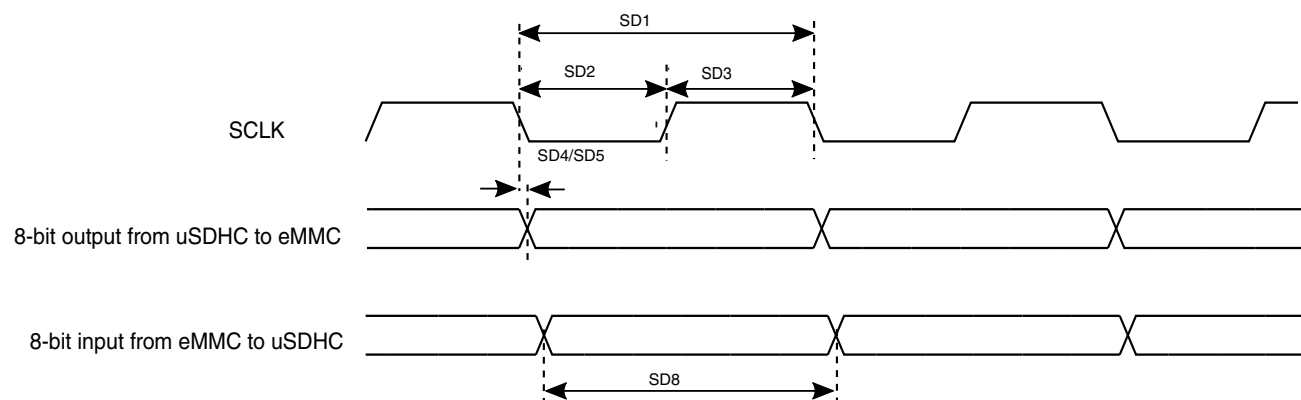 SD1
SD2
SD3
SCLK
SD4/SD5
8-bit output from uSDHC to eMMC
8-bit input from eMMC to uSDHC
SD8